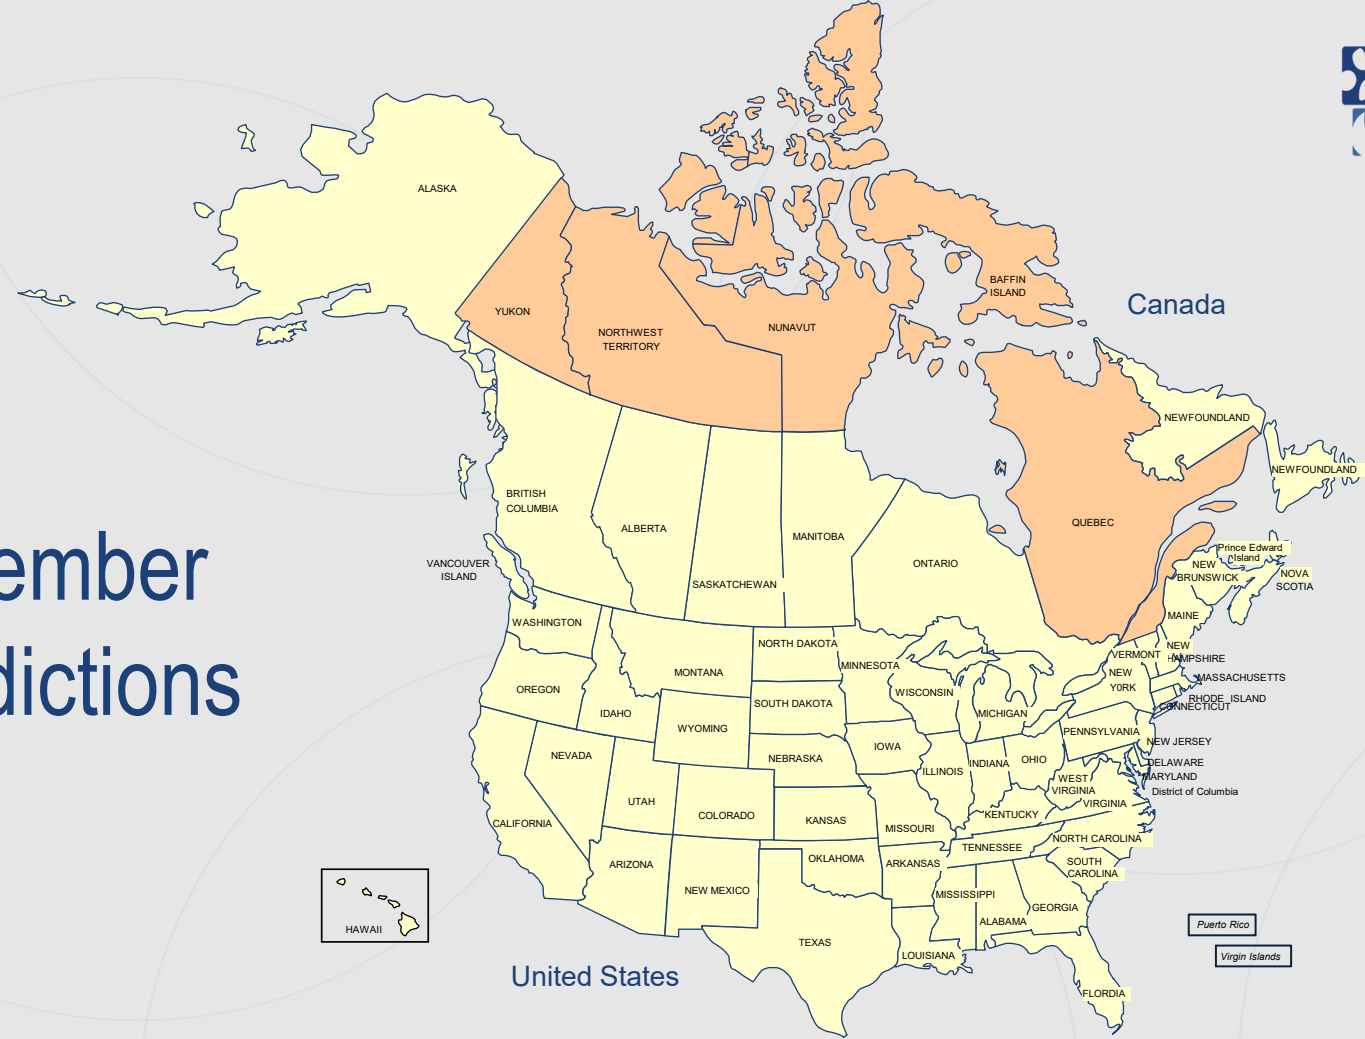 ALASKA
YUKON
NORTHWEST
TERRITORY
NUNAVUT
BAFFIN
ISLAND
Canada
NEWFOUNDLAND
NEWFOUNDLAND
BRITISH
COLUMBIA
ALBERTA
SASKATCHEWAN
MANITOBA
ONTARIO
QUEBEC
Prince Edward
Island
NEW
BRUNSWICK
NOVA
SCOTIA
VANCOUVER
ISLAND
ember
dictions
WASHINGTON
MONTANA
NORTH DAKOTA
MINNESOTA
MAINE
NEW
HAMPSHIRE
VERMONT
MASSACHUSETTS
NEW
Y0RK
RHODE ISLAND
CONNECTICUT
OREGON
IDAHO
WYOMING
SOUTH DAKOTA
WISCONSIN
MICHIGAN
PENNSYLVANIA
NEW JERSEY
DELAWARE
MARYLAND
District of Columbia
NEVADA
UTAH
COLORADO
NEBRASKA
IOWA
ILLINOIS
INDIANA
OHIO
WEST
VIRGINIA
VIRGINIA
CALIFORNIA
KANSAS
MISSOURI
KENTUCKY
NORTH CAROLINA
TENNESSEE
SOUTH
CAROLINA
ARIZONA
NEW MEXICO
OKLAHOMA
ARKANSAS
MISSISSIPPI
ALABAMA
GEORGIA
TEXAS
LOUISIANA
FLORDIA
HAWAII
Puerto Rico
Virgin Islands
United States